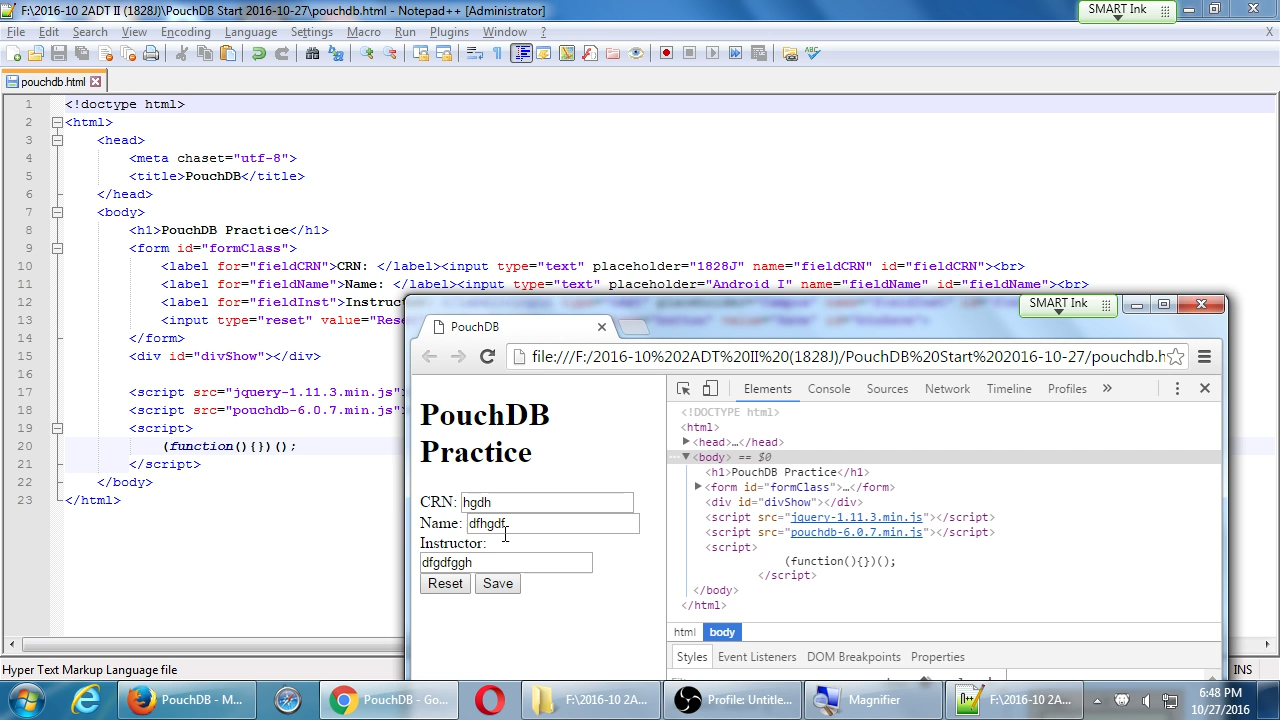 F:\2016-10 2ADT II (1828J)\PouchDB Start 2016-10-27\pouchdb.html - Notepad++ [Administrator]
SMART Ink
File Edit Search View Encoding Language Settings Macro Run Plugins Window ? X
pouchdb.html
1 <!doctype html>
2 <html>
3 <head>
4 <meta chaset="utf-8">
5 <title>PouchDB</title>
6 </head>
7 <body>
8 <h1>PouchDB Practice</h1>
9 <form id="formClass">
10 <label for="fieldCRN">CRN: </label><input type="text" placeholder="1828J" name="fieldCRN" id="fieldCRN"><br>
11 <label for="fieldName">Name: </label><input type="text" placeholder="Android I" name="fieldName" id="fieldName"><br>
12 <label for="fieldInst">Instruct
13 <input type="reset" value="Rese
14 </form>
15 <div id="divShow"></div>
16
17 <script src="jquery-1.11.3.min.js"
18 <script src="pouchdb-6.0.7.min.js"
19 <script>
20 (function(){})();
21 </script>
22 </body>
23 </html>
SMART Ink
PouchDB
file:///F:/2016-10%202ADT%20II%20(1828J)/PouchDB%20Start%202016-10-27/pouchdb.h
PouchDB
Practice
CRN: hgdh
Name: dfhgdf
Instructor:
dfgdfggh
Reset Save
Elements Console Sources Network Timeline Profiles »
<!DOCTYPE html>
<html>
<head>…</head>
<body> == $0
<h1>PouchDB Practice</h1>
<form id="formClass">…</form>
<div id="divShow"></div>
<script src="jquery-1.11.3.min.js"></script>
<script src="pouchdb-6.0.7.min.js"></script>
<script>
(function(){})();
</script>
</body>
</html>
html body
Styles Event Listeners DOM Breakpoints Properties
Hyper Text Markup Language file
INS
PouchDB - M...
PouchDB - Go...
F:\2016-10 2A...
Profile: Untitle...
Magnifier
F:\2016-10 2A...
6:48 PM
10/27/2016